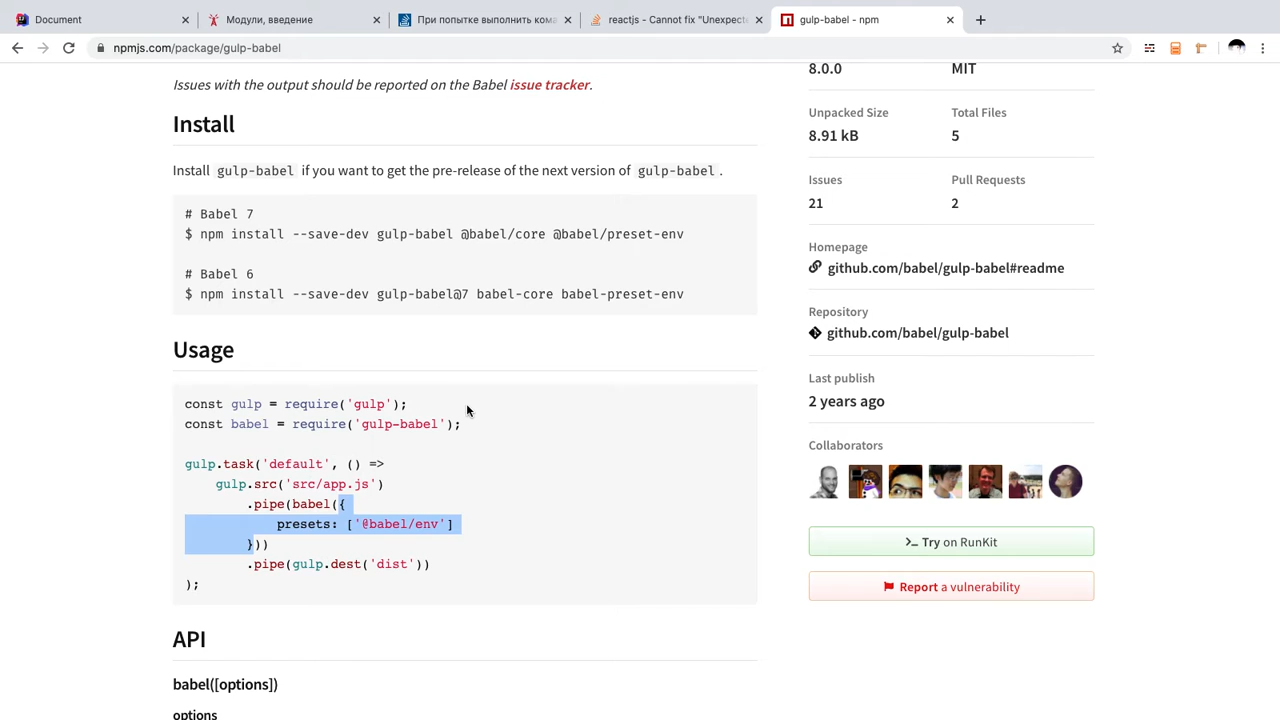 Document
Модули, введение
При попытке выполнить кома
reactjs - Cannot fix "Unexpecte
gulp-babel - npm
npmjs.com/package/gulp-babel
Issues with the output should be reported on the Babel issue tracker.
Install
Install gulp-babel if you want to get the pre-release of the next version of gulp-babel .
# Babel 7
$ npm install --save-dev gulp-babel @babel/core @babel/preset-env
# Babel 6
$ npm install --save-dev gulp-babel@7 babel-core babel-preset-env
Usage
const gulp = require('gulp');
const babel = require('gulp-babel');
gulp.task('default', () =>
gulp.src('src/app.js')
.pipe(babel({
presets: ['@babel/env']
}))
.pipe(gulp.dest('dist'))
);
API
babel([options])
options
8.0.0
MIT
Unpacked Size
Total Files
8.91 kB
5
Issues
Pull Requests
21
2
Homepage
github.com/babel/gulp-babel#readme
Repository
github.com/babel/gulp-babel
Last publish
2 years ago
Collaborators
Try on RunKit
Report a vulnerability